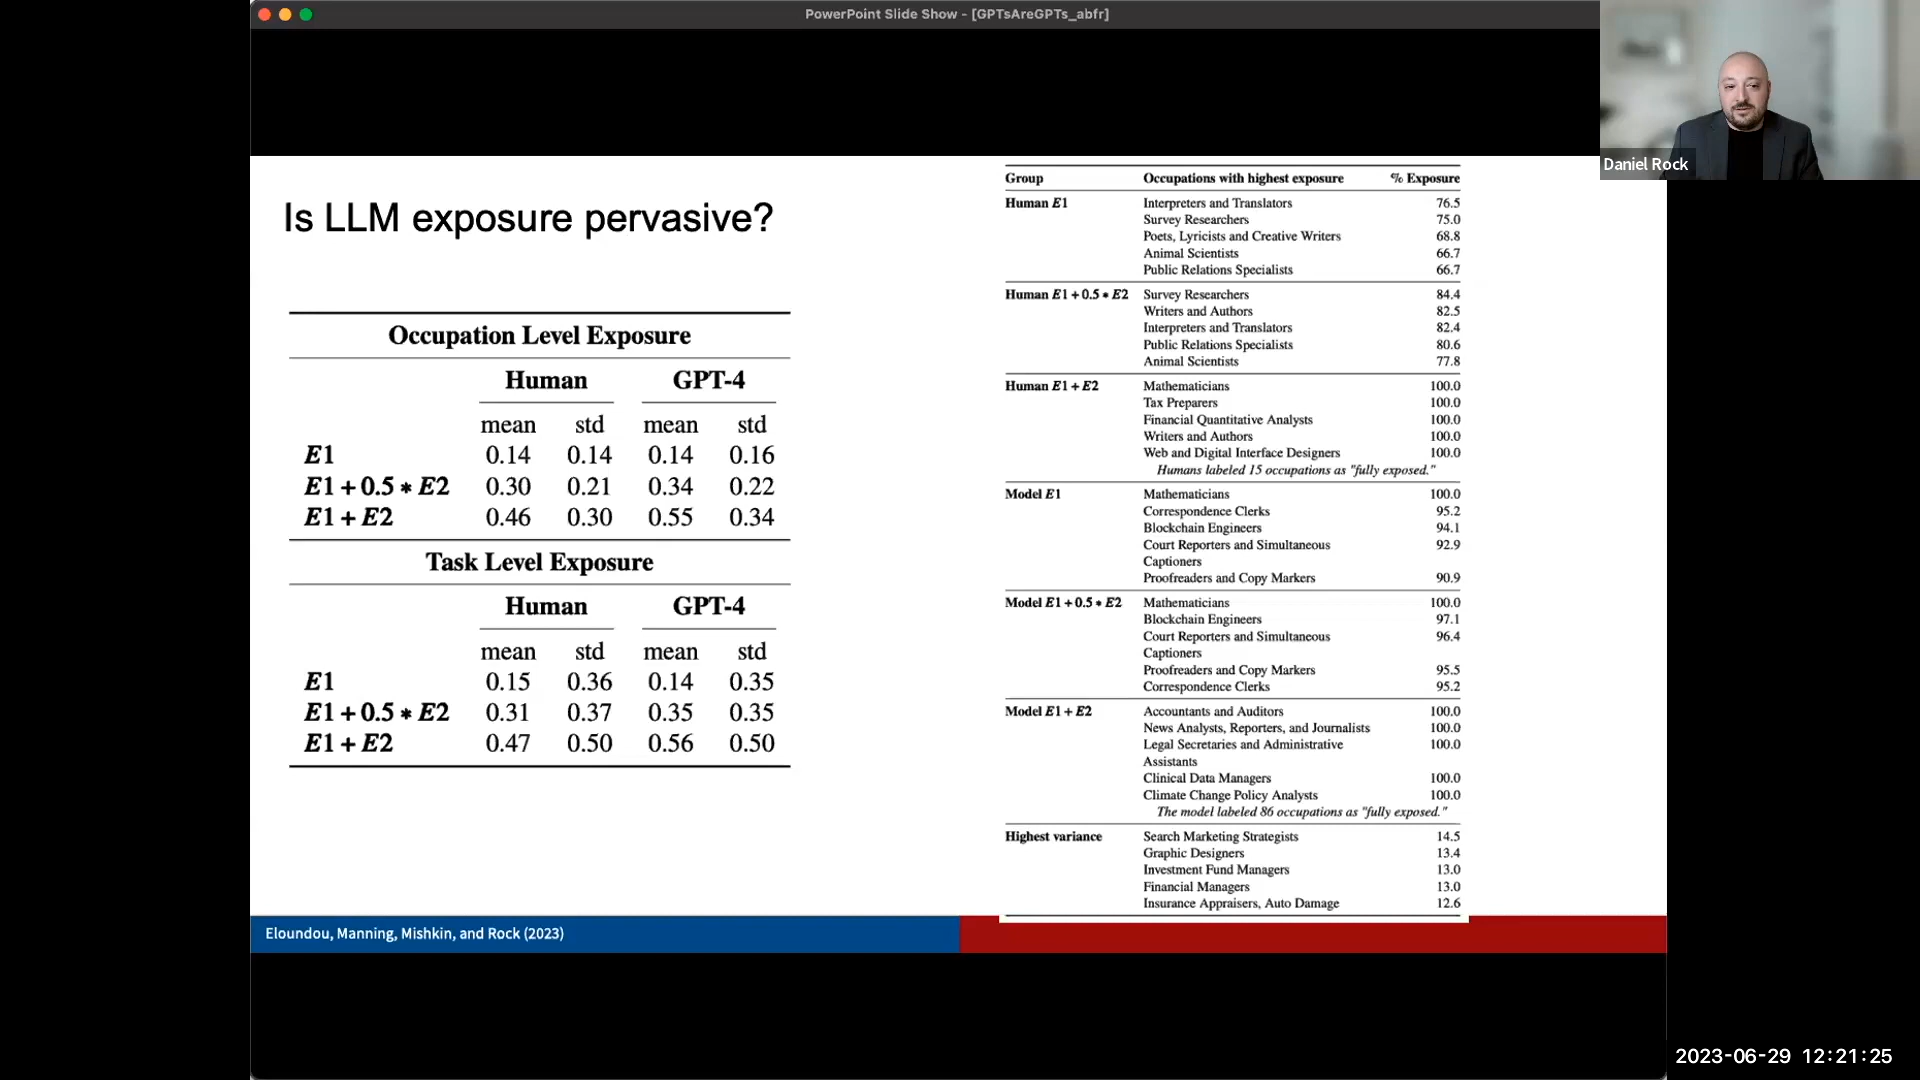 PowerPoint Slide Show - [GPTsAreGPTs_abfr]
Daniel Rock
Is LLM exposure pervasive?
Occupation Level Exposure
Human GPT-4
mean std mean std
E1 0.14 0.14 0.14 0.16
E1 + 0.5 * E2 0.30 0.21 0.34 0.22
E1 + E2 0.46 0.30 0.55 0.34
Task Level Exposure
Human GPT-4
mean std mean std
E1 0.15 0.36 0.14 0.35
E1 + 0.5 * E2 0.31 0.37 0.35 0.35
E1 + E2 0.47 0.50 0.56 0.50
Group Occupations with highest exposure % Exposure
Human E1 Interpreters and Translators 76.5
Survey Researchers 75.0
Poets, Lyricists and Creative Writers 68.8
Animal Scientists 66.7
Public Relations Specialists 66.7
Human E1 + 0.5 * E2 Survey Researchers 84.4
Writers and Authors 82.5
Interpreters and Translators 82.4
Public Relations Specialists 80.6
Animal Scientists 77.8
Human E1 + E2 Mathematicians 100.0
Tax Preparers 100.0
Financial Quantitative Analysts 100.0
Writers and Authors 100.0
Web and Digital Interface Designers 100.0
Humans labeled 15 occupations as "fully exposed."
Model E1 Mathematicians 100.0
Correspondence Clerks 95.2
Blockchain Engineers 94.1
Court Reporters and Simultaneous 92.9
Captioners
Proofreaders and Copy Markers 90.9
Model E1 + 0.5 * E2 Mathematicians 100.0
Blockchain Engineers 97.1
Court Reporters and Simultaneous 96.4
Captioners
Proofreaders and Copy Markers 95.5
Correspondence Clerks 95.2
Model E1 + E2 Accountants and Auditors 100.0
News Analysts, Reporters, and Journalists 100.0
Legal Secretaries and Administrative 100.0
Assistants
Clinical Data Managers 100.0
Climate Change Policy Analysts 100.0
The model labeled 86 occupations as "fully exposed."
Highest variance Search Marketing Strategists 14.5
Graphic Designers 13.4
Investment Fund Managers 13.0
Financial Managers 13.0
Insurance Appraisers, Auto Damage 12.6
Eloundou, Manning, Mishkin, and Rock (2023)
2023-06-29 12:21:25